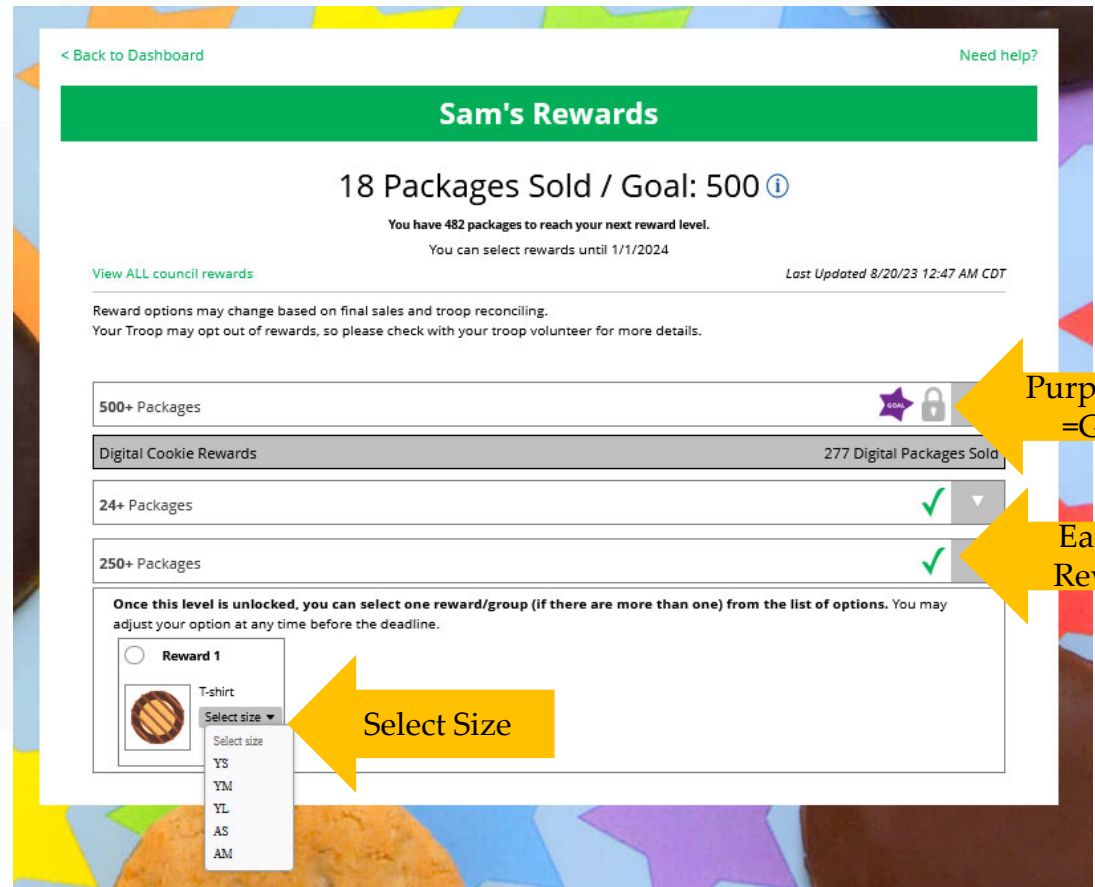 < Back to Dashboard
Need help?
Sam's Rewards
18 Packages Sold / Goal: 500
You have 482 packages to reach your next reward level.
You can select rewards until 1/1/2024
View ALL council rewards
Last Updated 8/20/23 12:47 AM CDT
Reward options may change based on final sales and troop reconciling.
Your Troop may opt out of rewards, so please check with your troop volunteer for more details.
500+ Packages
GOAL
Digital Cookie Rewards
277 Digital Packages Sold
24+ Packages
250+ Packages
Once this level is unlocked, you can select one reward/group (if there are more than one) from the list of options. You may
adjust your option at any time before the deadline.
Reward 1
T-shirt
Select size
Select size
YS
YM
YL
AS
AM
Select Size